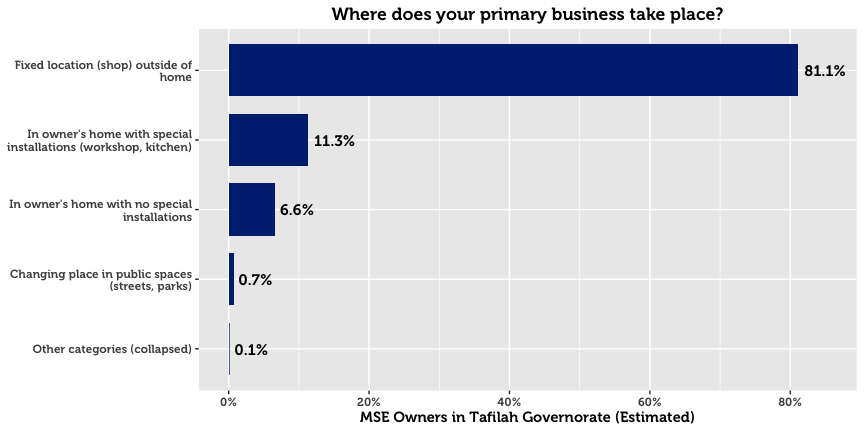 Where does your primary business take place?
Fixed location (shop) outside of
home
81.1%
In owner's home with special
installations (workshop, kitchen)
11.3%
In owner's home with no special
installations
6.6%
Changing place in public spaces
(streets, parks)
0.7%
Other categories (collapsed)
0.1%
0% 20% 40% 60% 80%
MSE Owners in Tafilah Governorate (Estimated)